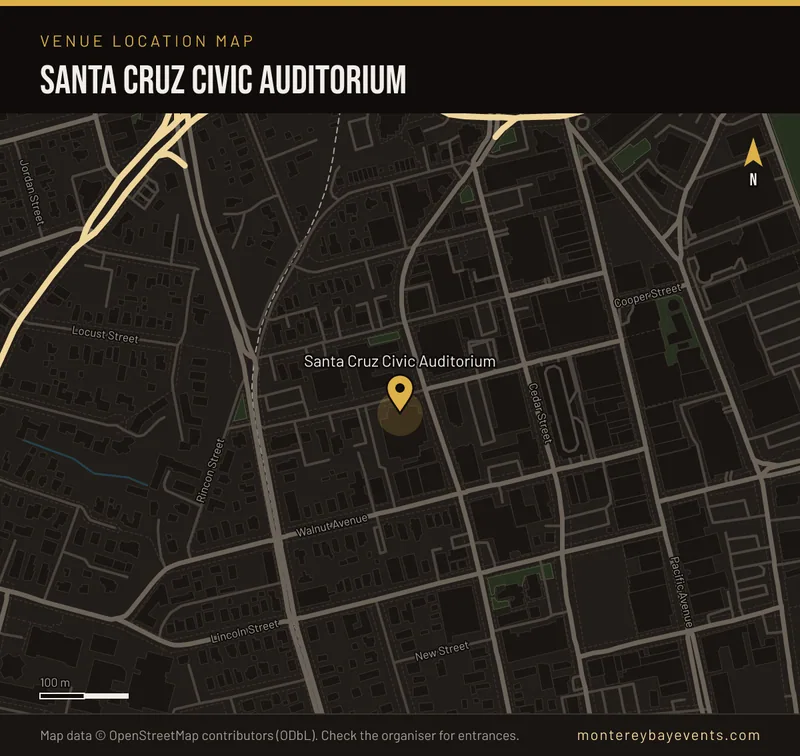 VENUE LOCATION MAP
SANTA CRUZ CIVIC AUDITORIUM
N
Jordan Street
Cooper Street
Locust Street
Santa Cruz Civic Auditorium
Cedar Street
Rincon Street
Walnut Avenue
Pacific Avenue
Lincoln Street
New Street
100 m
Map data © OpenStreetMap contributors (ODbL). Check the organiser for entrances.
montereybayevents.com